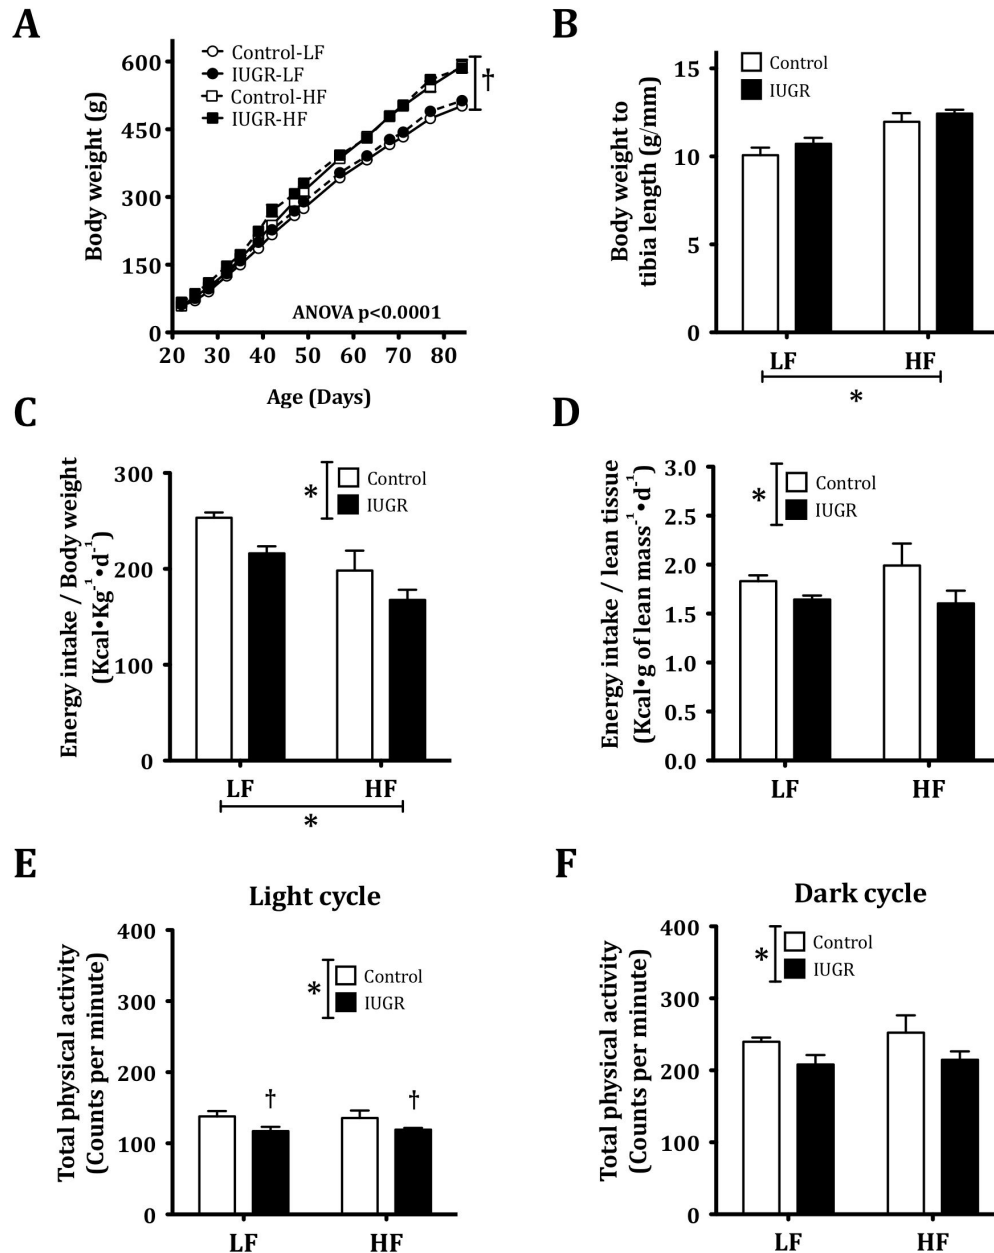 A
Body weight (g)
600
450
300
150
0
Control-LF
IUGR-LF
Control-HF
IUGR-HF
†
ANOVA p<0.0001
20 30 40 50 60 70 80
Age (Days)
B
Body weight to
tibia length (g/mm)
15
10
5
0
Control
IUGR
LF HF
*
C
Energy intake / Body weight
(Kcal•Kg⁻¹•d⁻¹)
300
200
100
0
*
Control
IUGR
LF HF
*
D
Energy intake / lean tissue
(Kcal•g of lean mass⁻¹•d⁻¹)
3.0
2.5
2.0
1.5
1.0
0.5
0.0
*
Control
IUGR
LF HF
E
Light cycle
Total physical activity
(Counts per minute)
400
300
200
100
0
*
Control
IUGR
† †
LF HF
F
Dark cycle
Total physical activity
(Counts per minute)
400
300
200
100
0
*
Control
IUGR
LF HF